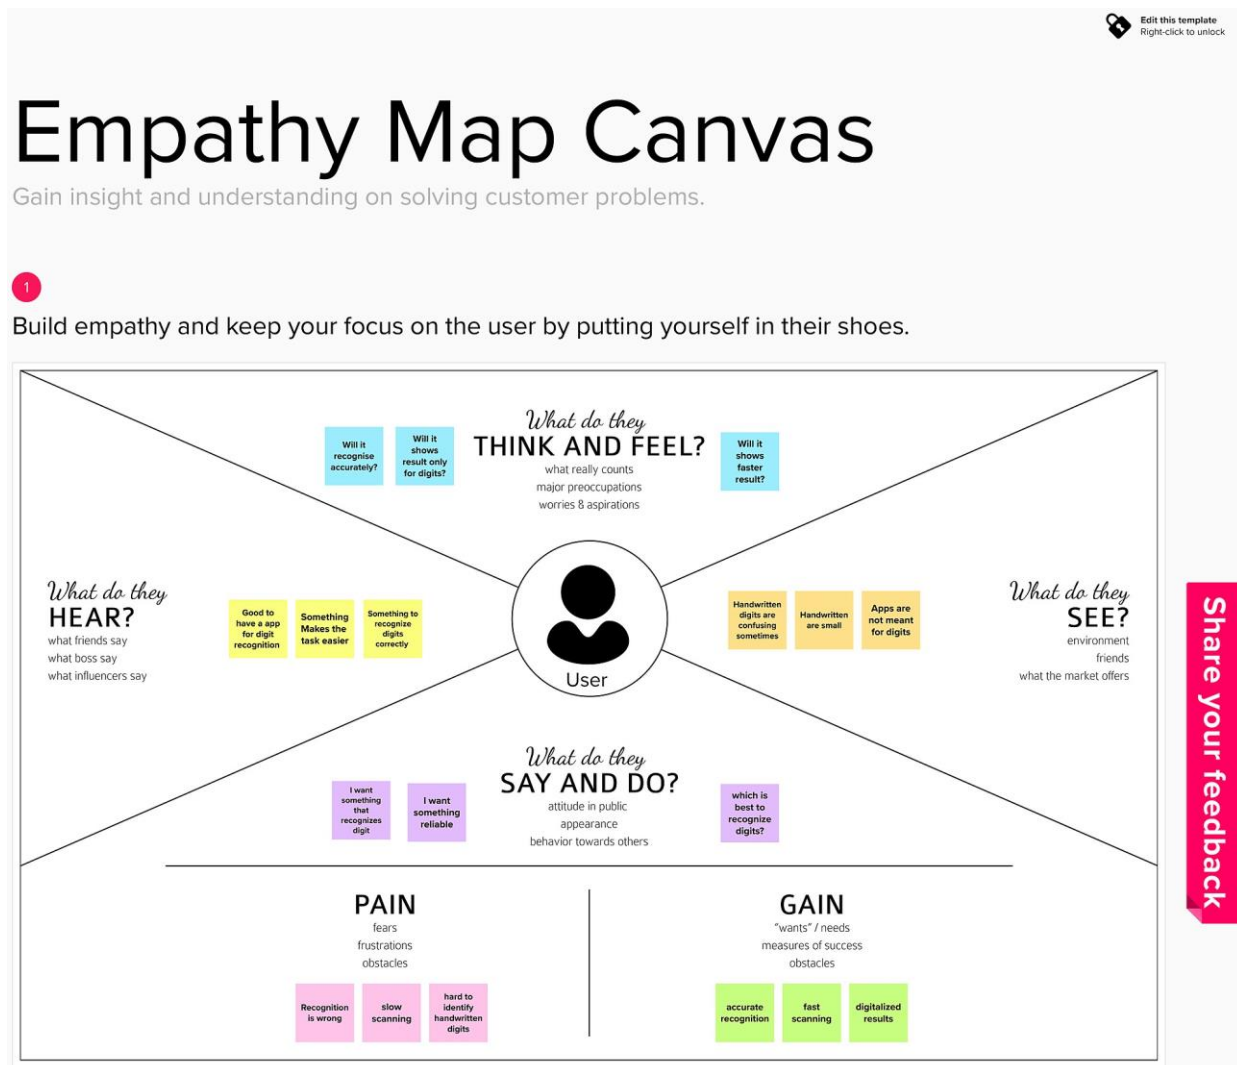 Edit this template
Right-click to unlock
Empathy Map Canvas
Gain insight and understanding on solving customer problems.
1
Build empathy and keep your focus on the user by putting yourself in their shoes.
What do they
THINK AND FEEL?
what really counts
major preoccupations
worries & aspirations
Will it
recognise
accurately?
Will it
shows
result only
for digits?
Will it
shows
faster
result?
What do they
HEAR?
what friends say
what boss say
what influencers say
Good to
have a app
for digit
recognition
Something
Makes the
task easier
Something to
recognize
digits
correctly
User
Handwritten
digits are
confusing
sometimes
Handwritten
are small
Apps are
not meant
for digits
What do they
SEE?
environment
friends
what the market offers
Share your feedback
What do they
SAY AND DO?
attitude in public
appearance
behavior towards others
I want
something
that
recognizes
digit
I want
something
reliable
which is
best to
recognize
digits?
PAIN
fears
frustrations
obstacles
Recognition
is wrong
slow
scanning
hard to
identify
handwritten
digits
GAIN
"wants" / needs
measures of success
obstacles
accurate
recognition
fast
scanning
digitalized
results